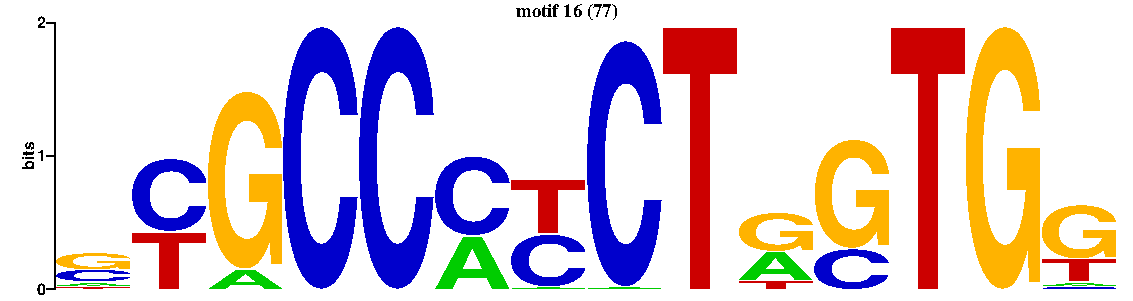 motif 16 (77)
2
bits
1
0
G C T G A C C C A T C C T G A T G C T G G T